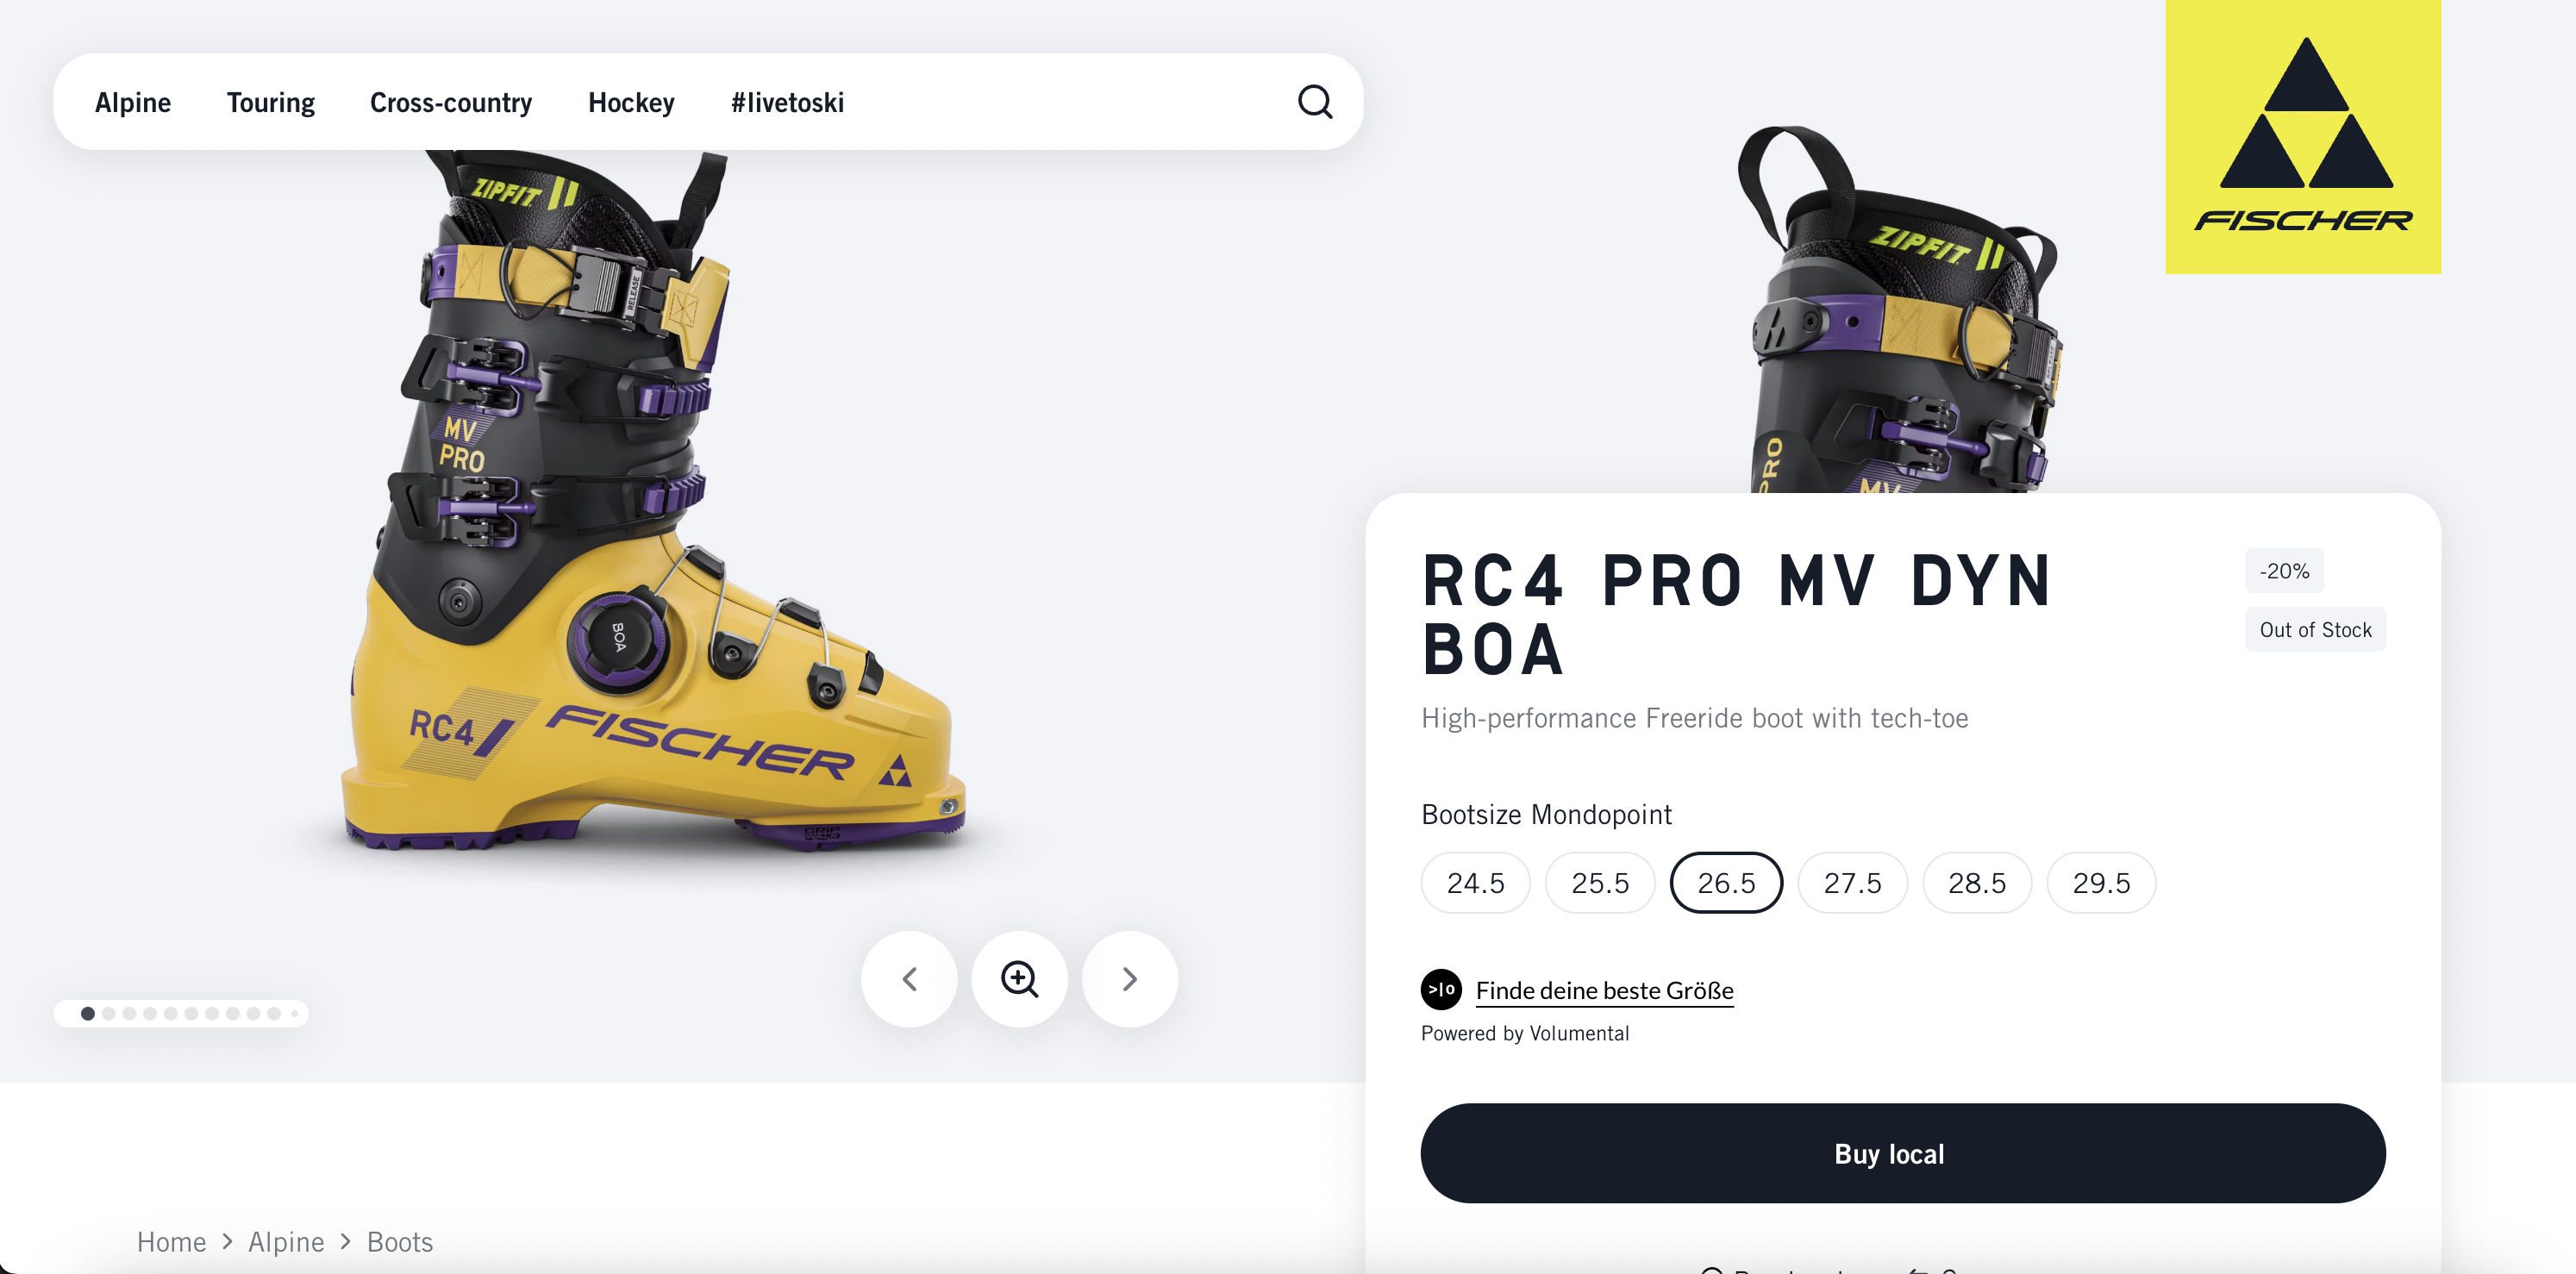 Alpine Touring Cross-country Hockey #livetoski
FISCHER
ZIPFIT
RELEASE
MV
PRO
BOA
RC4
FISCHER
GRIP
ZIPFIT
PRO
MV
RC4 PRO MV DYN
BOA
-20%
Out of Stock
High-performance Freeride boot with tech-toe
Bootsize Mondopoint
24.5 25.5 26.5 27.5 28.5 29.5
>|o Finde deine beste Größe
Powered by Volumental
Buy local
Home > Alpine > Boots